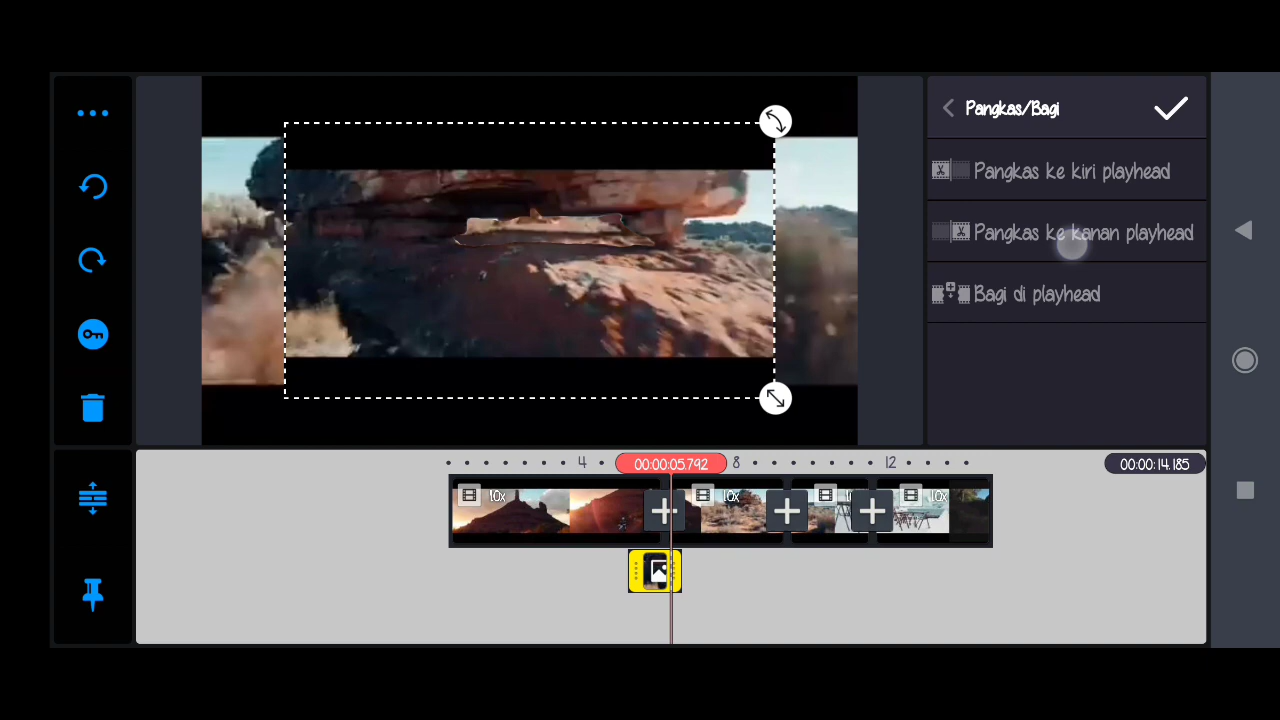 Pangkas/Bagi
Pangkas ke kiri playhead
Pangkas ke kanan playhead
Bagi di playhead
4
00:00:05.792
8
12
00:00:14.185
10x
10x
10x